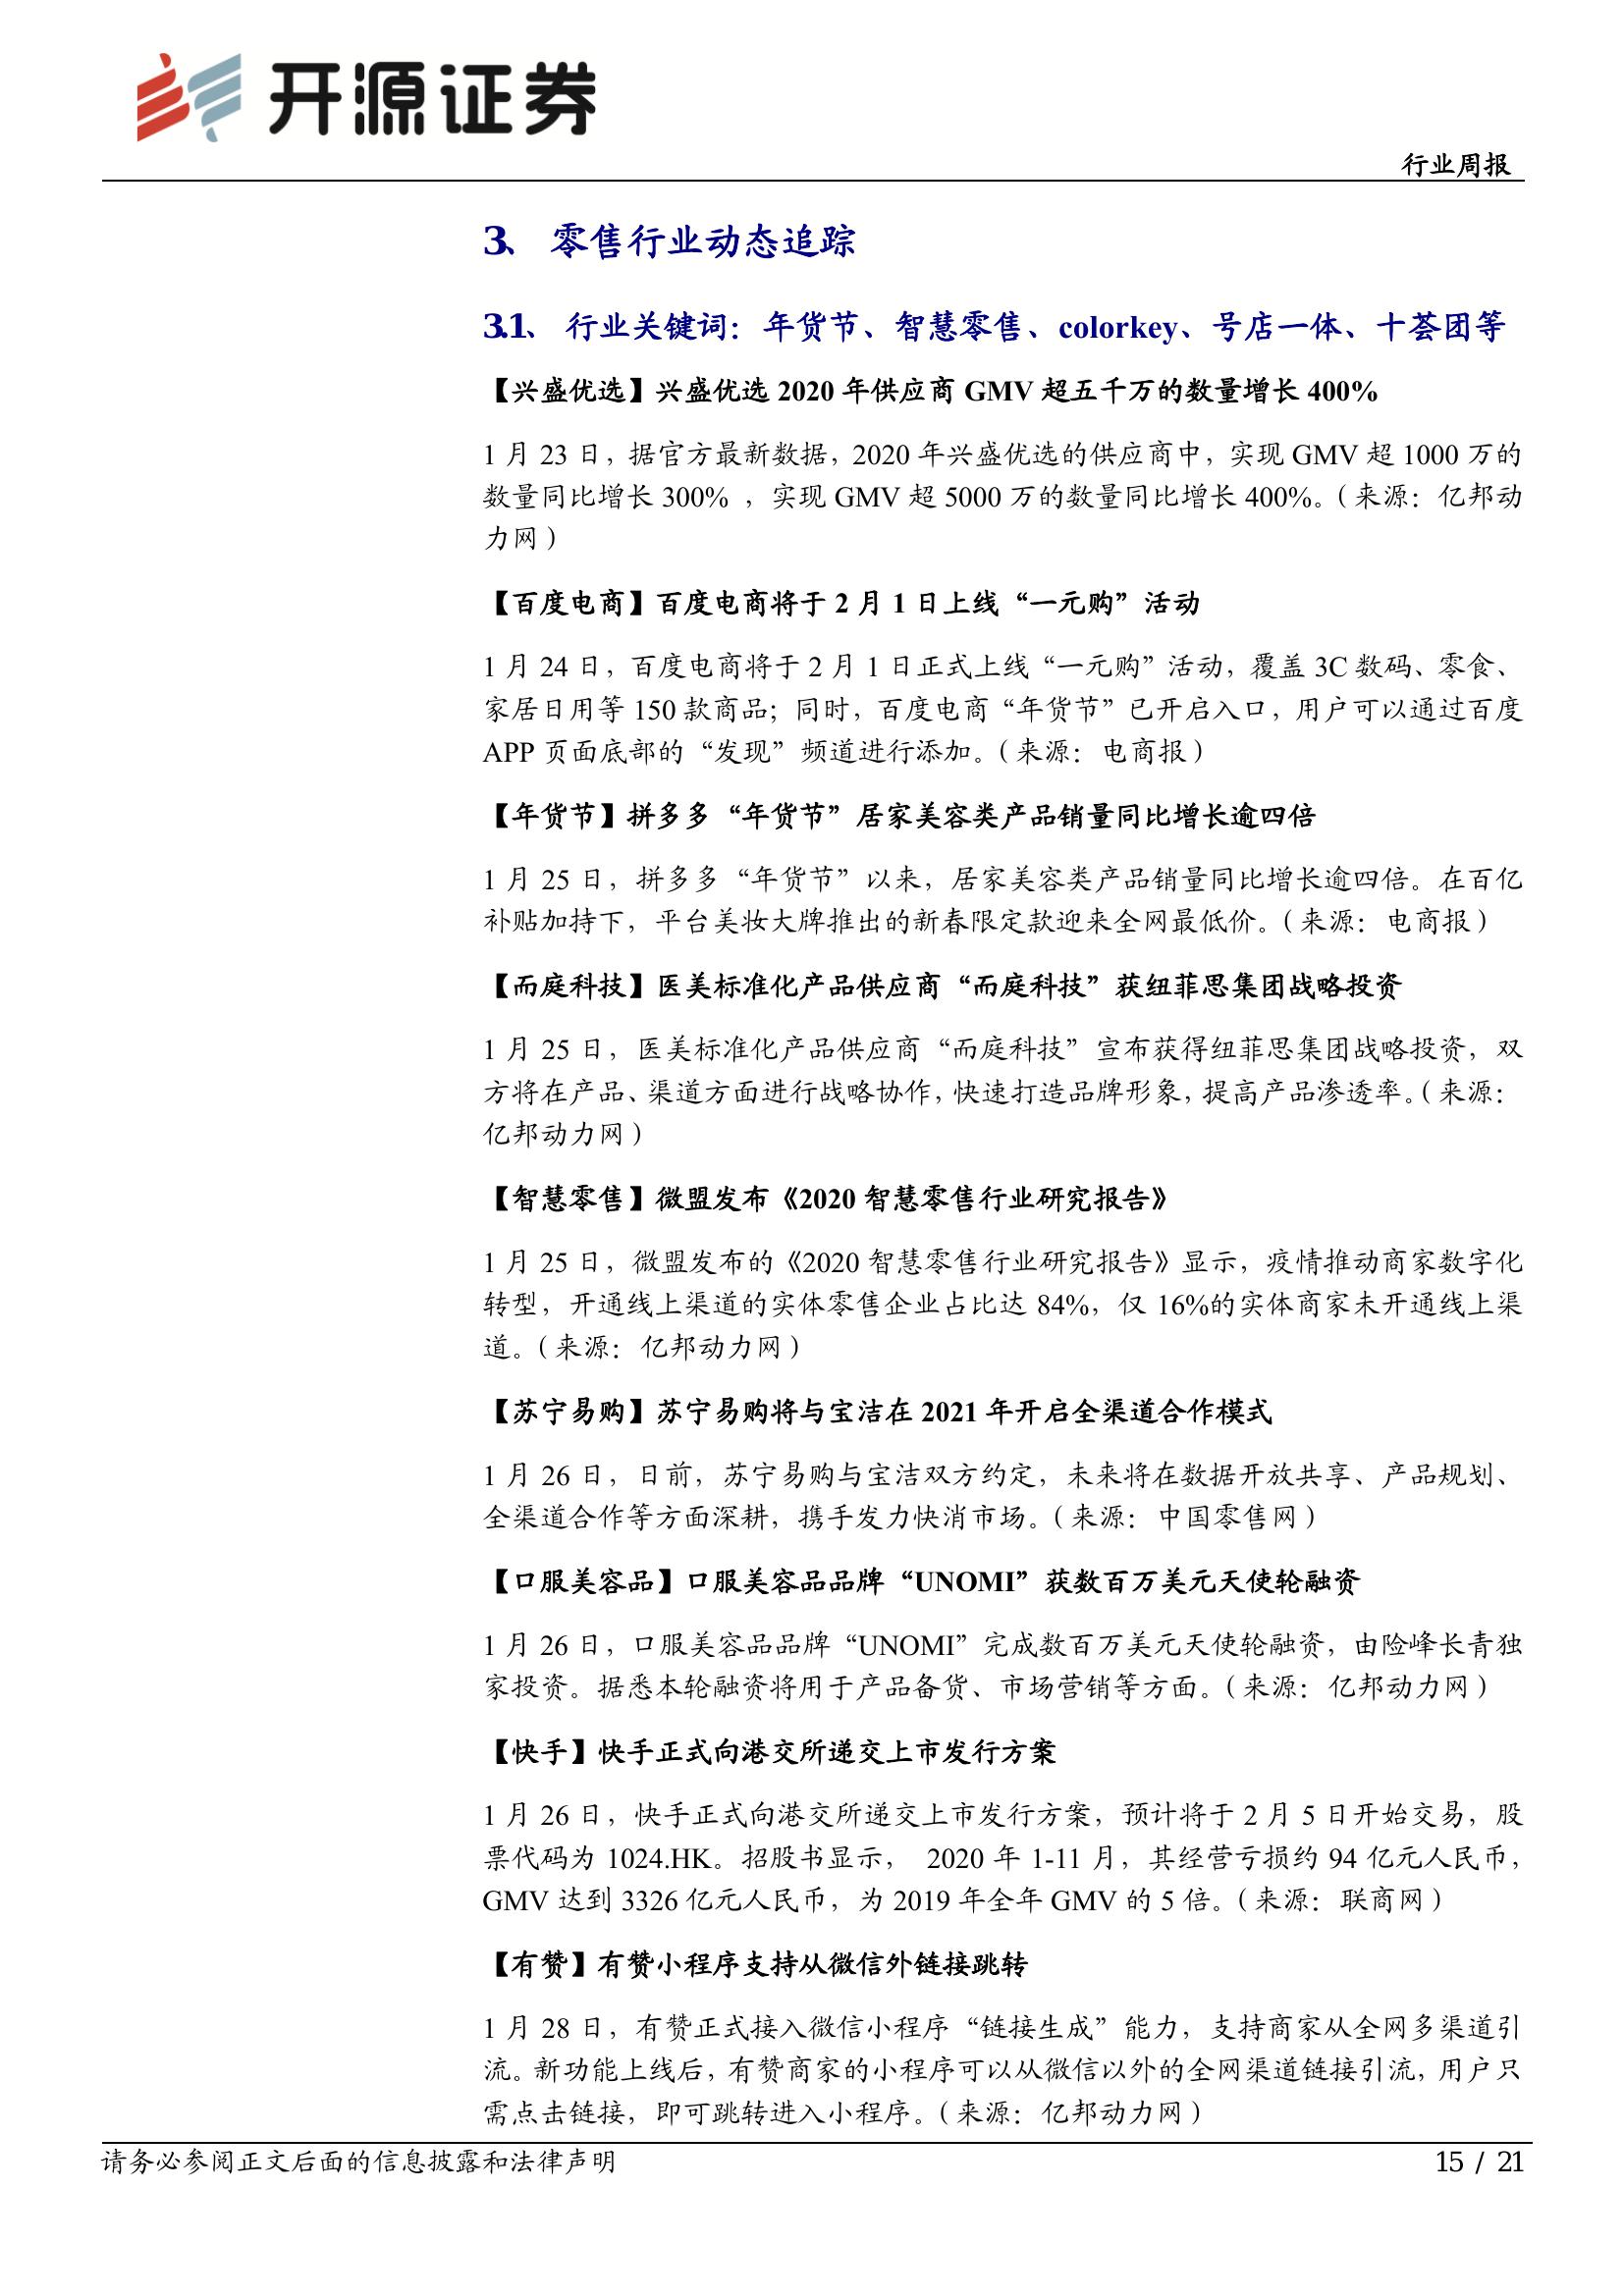 开源证券
行业周报
3、 零售行业动态追踪
3.1、 行业关键词：年货节、智慧零售、colorkey、号店一体、十荟团等
【兴盛优选】兴盛优选 2020 年供应商 GMV 超五千万的数量增长 400%
1 月 23 日，据官方最新数据，2020 年兴盛优选的供应商中，实现 GMV 超 1000 万的
数量同比增长 300% ，实现 GMV 超 5000 万的数量同比增长 400%。（来源：亿邦动
力网）
【百度电商】百度电商将于 2 月 1 日上线“一元购”活动
1 月 24 日，百度电商将于 2 月 1 日正式上线“一元购”活动，覆盖 3C 数码、零食、
家居日用等 150 款商品；同时，百度电商“年货节”已开启入口，用户可以通过百度
APP 页面底部的“发现”频道进行添加。（来源：电商报）
【年货节】拼多多“年货节”居家美容类产品销量同比增长逾四倍
1 月 25 日，拼多多“年货节”以来，居家美容类产品销量同比增长逾四倍。在百亿
补贴加持下，平台美妆大牌推出的新春限定款迎来全网最低价。（来源：电商报）
【而庭科技】医美标准化产品供应商“而庭科技”获纽菲思集团战略投资
1 月 25 日，医美标准化产品供应商“而庭科技”宣布获得纽菲思集团战略投资，双
方将在产品、渠道方面进行战略协作，快速打造品牌形象，提高产品渗透率。（来源：
亿邦动力网）
【智慧零售】微盟发布《2020 智慧零售行业研究报告》
1 月 25 日，微盟发布的《2020 智慧零售行业研究报告》显示，疫情推动商家数字化
转型，开通线上渠道的实体零售企业占比达 84%，仅 16%的实体商家未开通线上渠
道。（来源：亿邦动力网）
【苏宁易购】苏宁易购将与宝洁在 2021 年开启全渠道合作模式
1 月 26 日，日前，苏宁易购与宝洁双方约定，未来将在数据开放共享、产品规划、
全渠道合作等方面深耕，携手发力快消市场。（来源：中国零售网）
【口服美容品】口服美容品品牌“UNOMI”获数百万美元天使轮融资
1 月 26 日，口服美容品品牌“UNOMI”完成数百万美元天使轮融资，由险峰长青独
家投资。据悉本轮融资将用于产品备货、市场营销等方面。（来源：亿邦动力网）
【快手】快手正式向港交所递交上市发行方案
1 月 26 日，快手正式向港交所递交上市发行方案，预计将于 2 月 5 日开始交易，股
票代码为 1024.HK。招股书显示， 2020 年 1-11 月，其经营亏损约 94 亿元人民币，
GMV 达到 3326 亿元人民币，为 2019 年全年 GMV 的 5 倍。（来源：联商网）
【有赞】有赞小程序支持从微信外链接跳转
1 月 28 日，有赞正式接入微信小程序“链接生成”能力，支持商家从全网多渠道引
流。新功能上线后，有赞商家的小程序可以从微信以外的全网渠道链接引流，用户只
需点击链接，即可跳转进入小程序。（来源：亿邦动力网）
请务必参阅正文后面的信息披露和法律声明
15 / 21